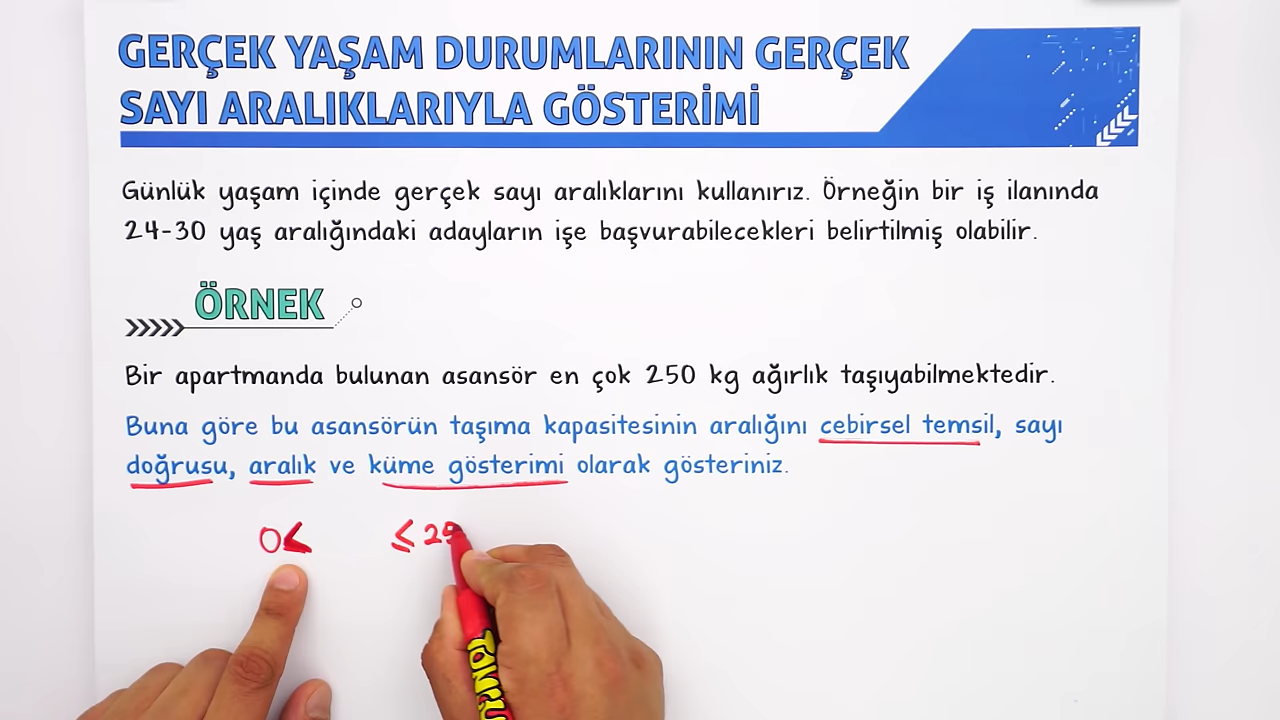 GERÇEK YAŞAM DURUMLARININ GERÇEK
SAYI ARALIKLARIYLA GÖSTERİMİ
Günlük yaşam içinde gerçek sayı aralıklarını kullanırız. Örneğin bir iş ilanında
24-30 yaş aralığındaki adayların işe başvurabilecekleri belirtilmiş olabilir.
ÖRNEK
Bir apartmanda bulunan asansör en çok 250 kg ağırlık taşıyabilmektedir.
Buna göre bu asansörün taşıma kapasitesinin aralığını cebirsel temsil, sayı
doğrusu, aralık ve küme gösterimi olarak gösteriniz.
0< ≤ 25